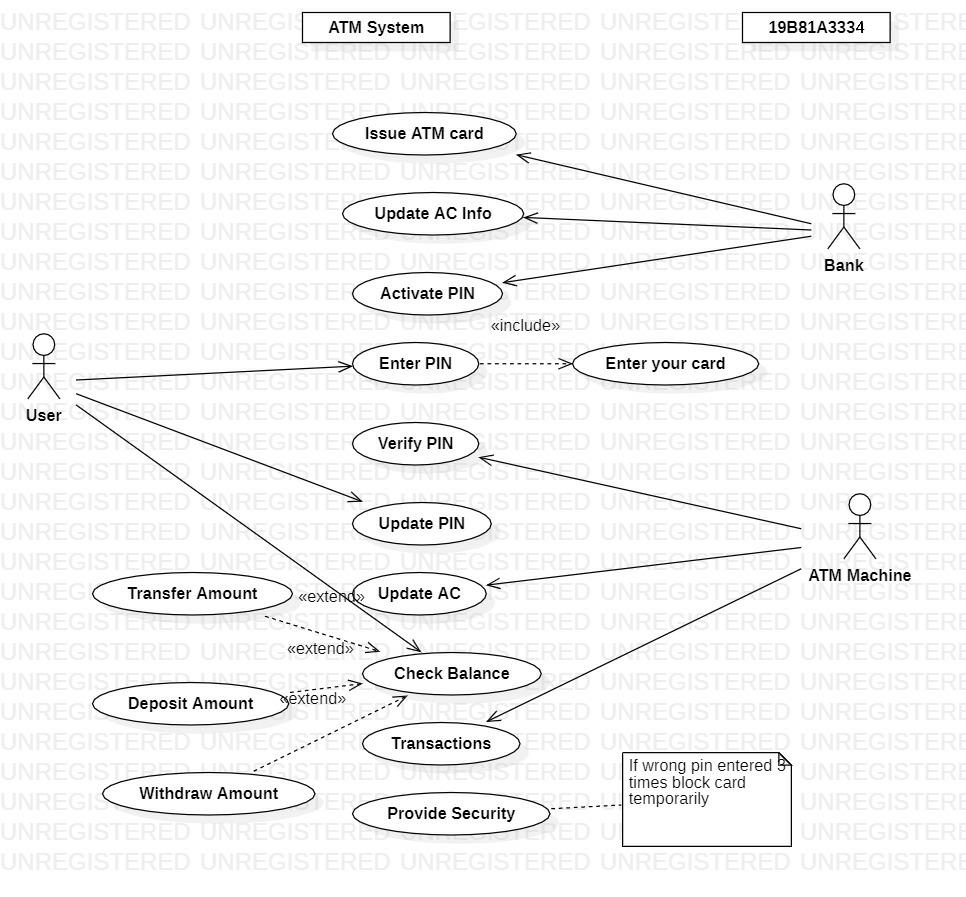 ATM System
19B81A3334
Issue ATM card
Update AC Info
Bank
Activate PIN
«include»
Enter PIN
Enter your card
User
Verify PIN
Update PIN
ATM Machine
Transfer Amount
«extend»
Update AC
«extend»
Check Balance
Deposit Amount
«extend»
Transactions
If wrong pin entered 3
times block card
temporarily
Withdraw Amount
Provide Security
UNREGISTERED